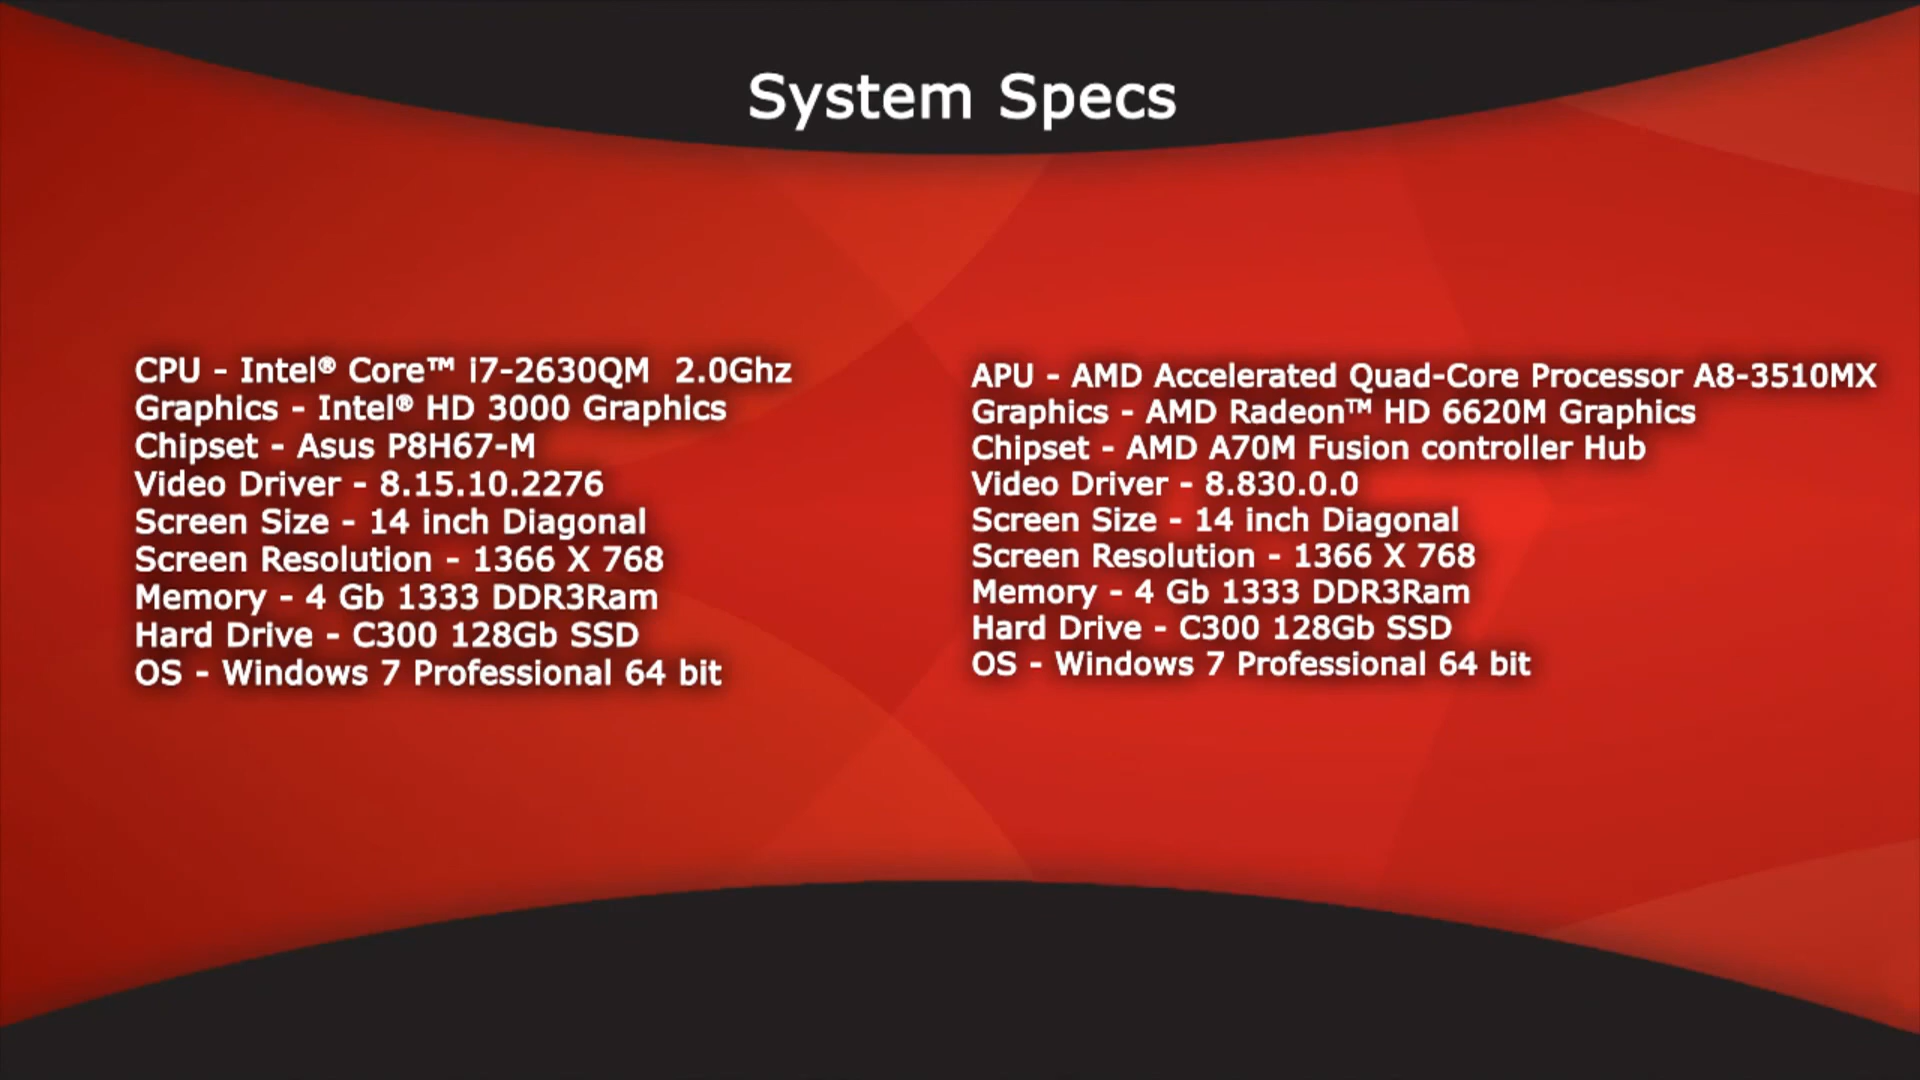 System Specs
CPU - Intel® Core™ i7-2630QM  2.0Ghz
Graphics - Intel® HD 3000 Graphics
Chipset - Asus P8H67-M
Video Driver - 8.15.10.2276
Screen Size - 14 inch Diagonal
Screen Resolution - 1366 X 768
Memory - 4 Gb 1333 DDR3Ram
Hard Drive - C300 128Gb SSD
OS - Windows 7 Professional 64 bit
APU - AMD Accelerated Quad-Core Processor A8-3510MX
Graphics - AMD Radeon™ HD 6620M Graphics
Chipset - AMD A70M Fusion controller Hub
Video Driver - 8.830.0.0
Screen Size - 14 inch Diagonal
Screen Resolution - 1366 X 768
Memory - 4 Gb 1333 DDR3Ram
Hard Drive - C300 128Gb SSD
OS - Windows 7 Professional 64 bit